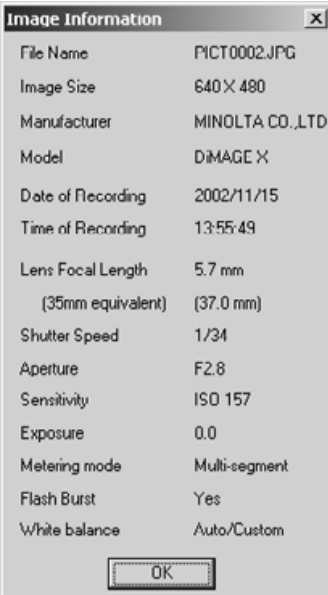 Image Information
File Name PICT0002.JPG
Image Size 640 X 480
Manufacturer MINOLTA CO.,LTD
Model DiMAGE X
Date of Recording 2002/11/15
Time of Recording 13:55:49
Lens Focal Length 5.7 mm
(35mm equivalent) (37.0 mm)
Shutter Speed 1/34
Aperture F2.8
Sensitivity ISO 157
Exposure 0.0
Metering mode Multi-segment
Flash Burst Yes
White balance Auto/Custom
OK